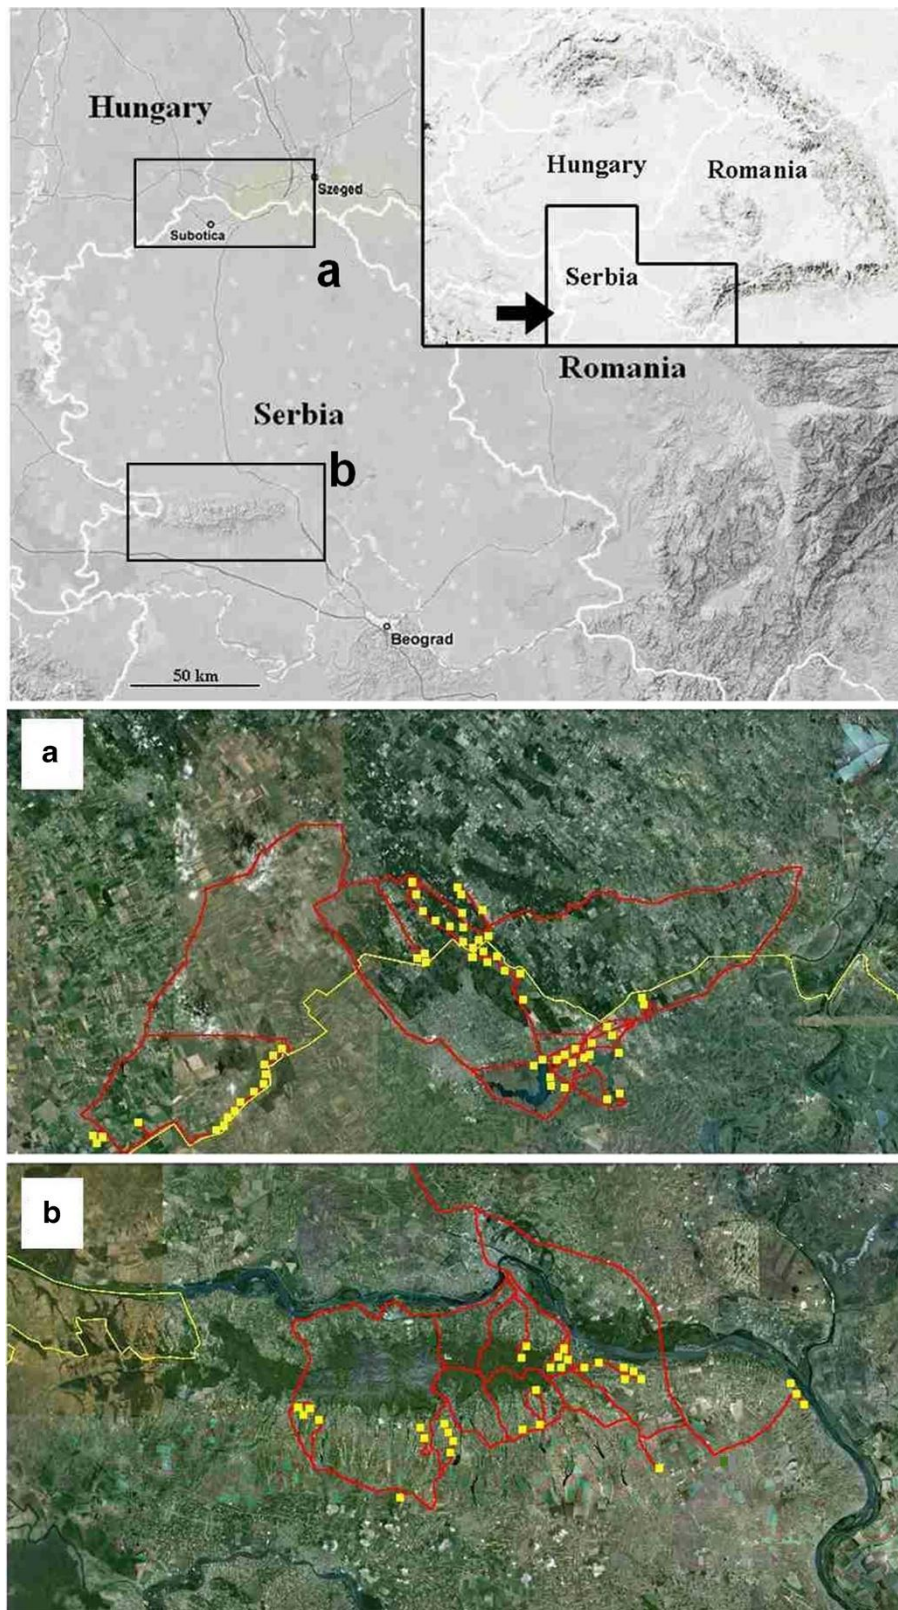 Hungary
Szeged
Subotica
a
Serbia
b
Beograd
50 km
Hungary
Romania
Serbia
Romania
a
b